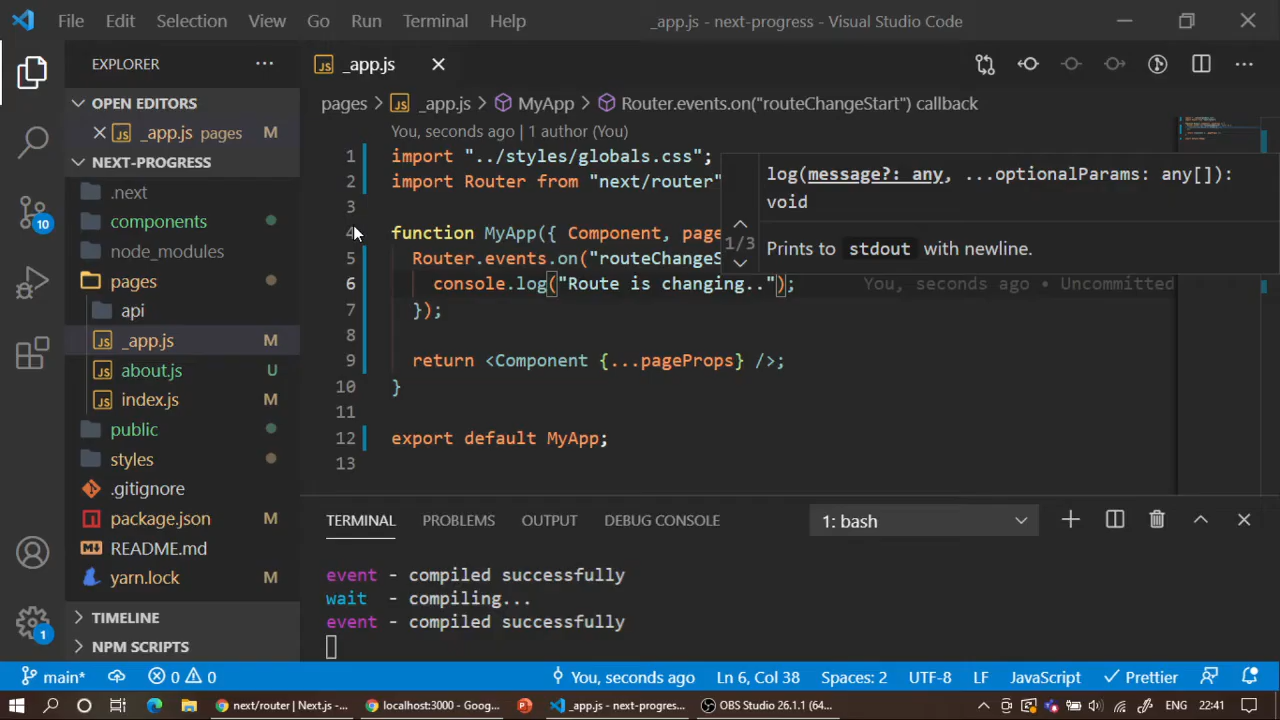 File Edit Selection View Go Run Terminal Help _app.js - next-progress - Visual Studio Code
EXPLORER
OPEN EDITORS
JS _app.js pages M
NEXT-PROGRESS
.next
components
node_modules
pages
api
JS _app.js M
JS about.js U
JS index.js M
public
styles
.gitignore
package.json M
README.md
yarn.lock M
TIMELINE
NPM SCRIPTS
10
1
JS _app.js
pages > JS _app.js > MyApp > Router.events.on("routeChangeStart") callback
You, seconds ago | 1 author (You)
1 import "../styles/globals.css";
2 import Router from "next/router"
3
4 function MyApp({ Component, page
5 Router.events.on("routeChangeS
6 console.log("Route is changing.."); You, seconds ago • Uncommitted
7 });
8
9 return <Component {...pageProps} />;
10 }
11
12 export default MyApp;
13
log(message?: any, ...optionalParams: any[]):
void
1/3 Prints to stdout with newline.
TERMINAL PROBLEMS OUTPUT DEBUG CONSOLE 1: bash
event - compiled successfully
wait - compiling...
event - compiled successfully
main* 0 0 You, seconds ago Ln 6, Col 38 Spaces: 2 UTF-8 LF JavaScript Prettier
next/router | Next.js -... localhost:3000 - Goog... _app.js - next-progres... OBS Studio 26.1.1 (64... ENG 22:41